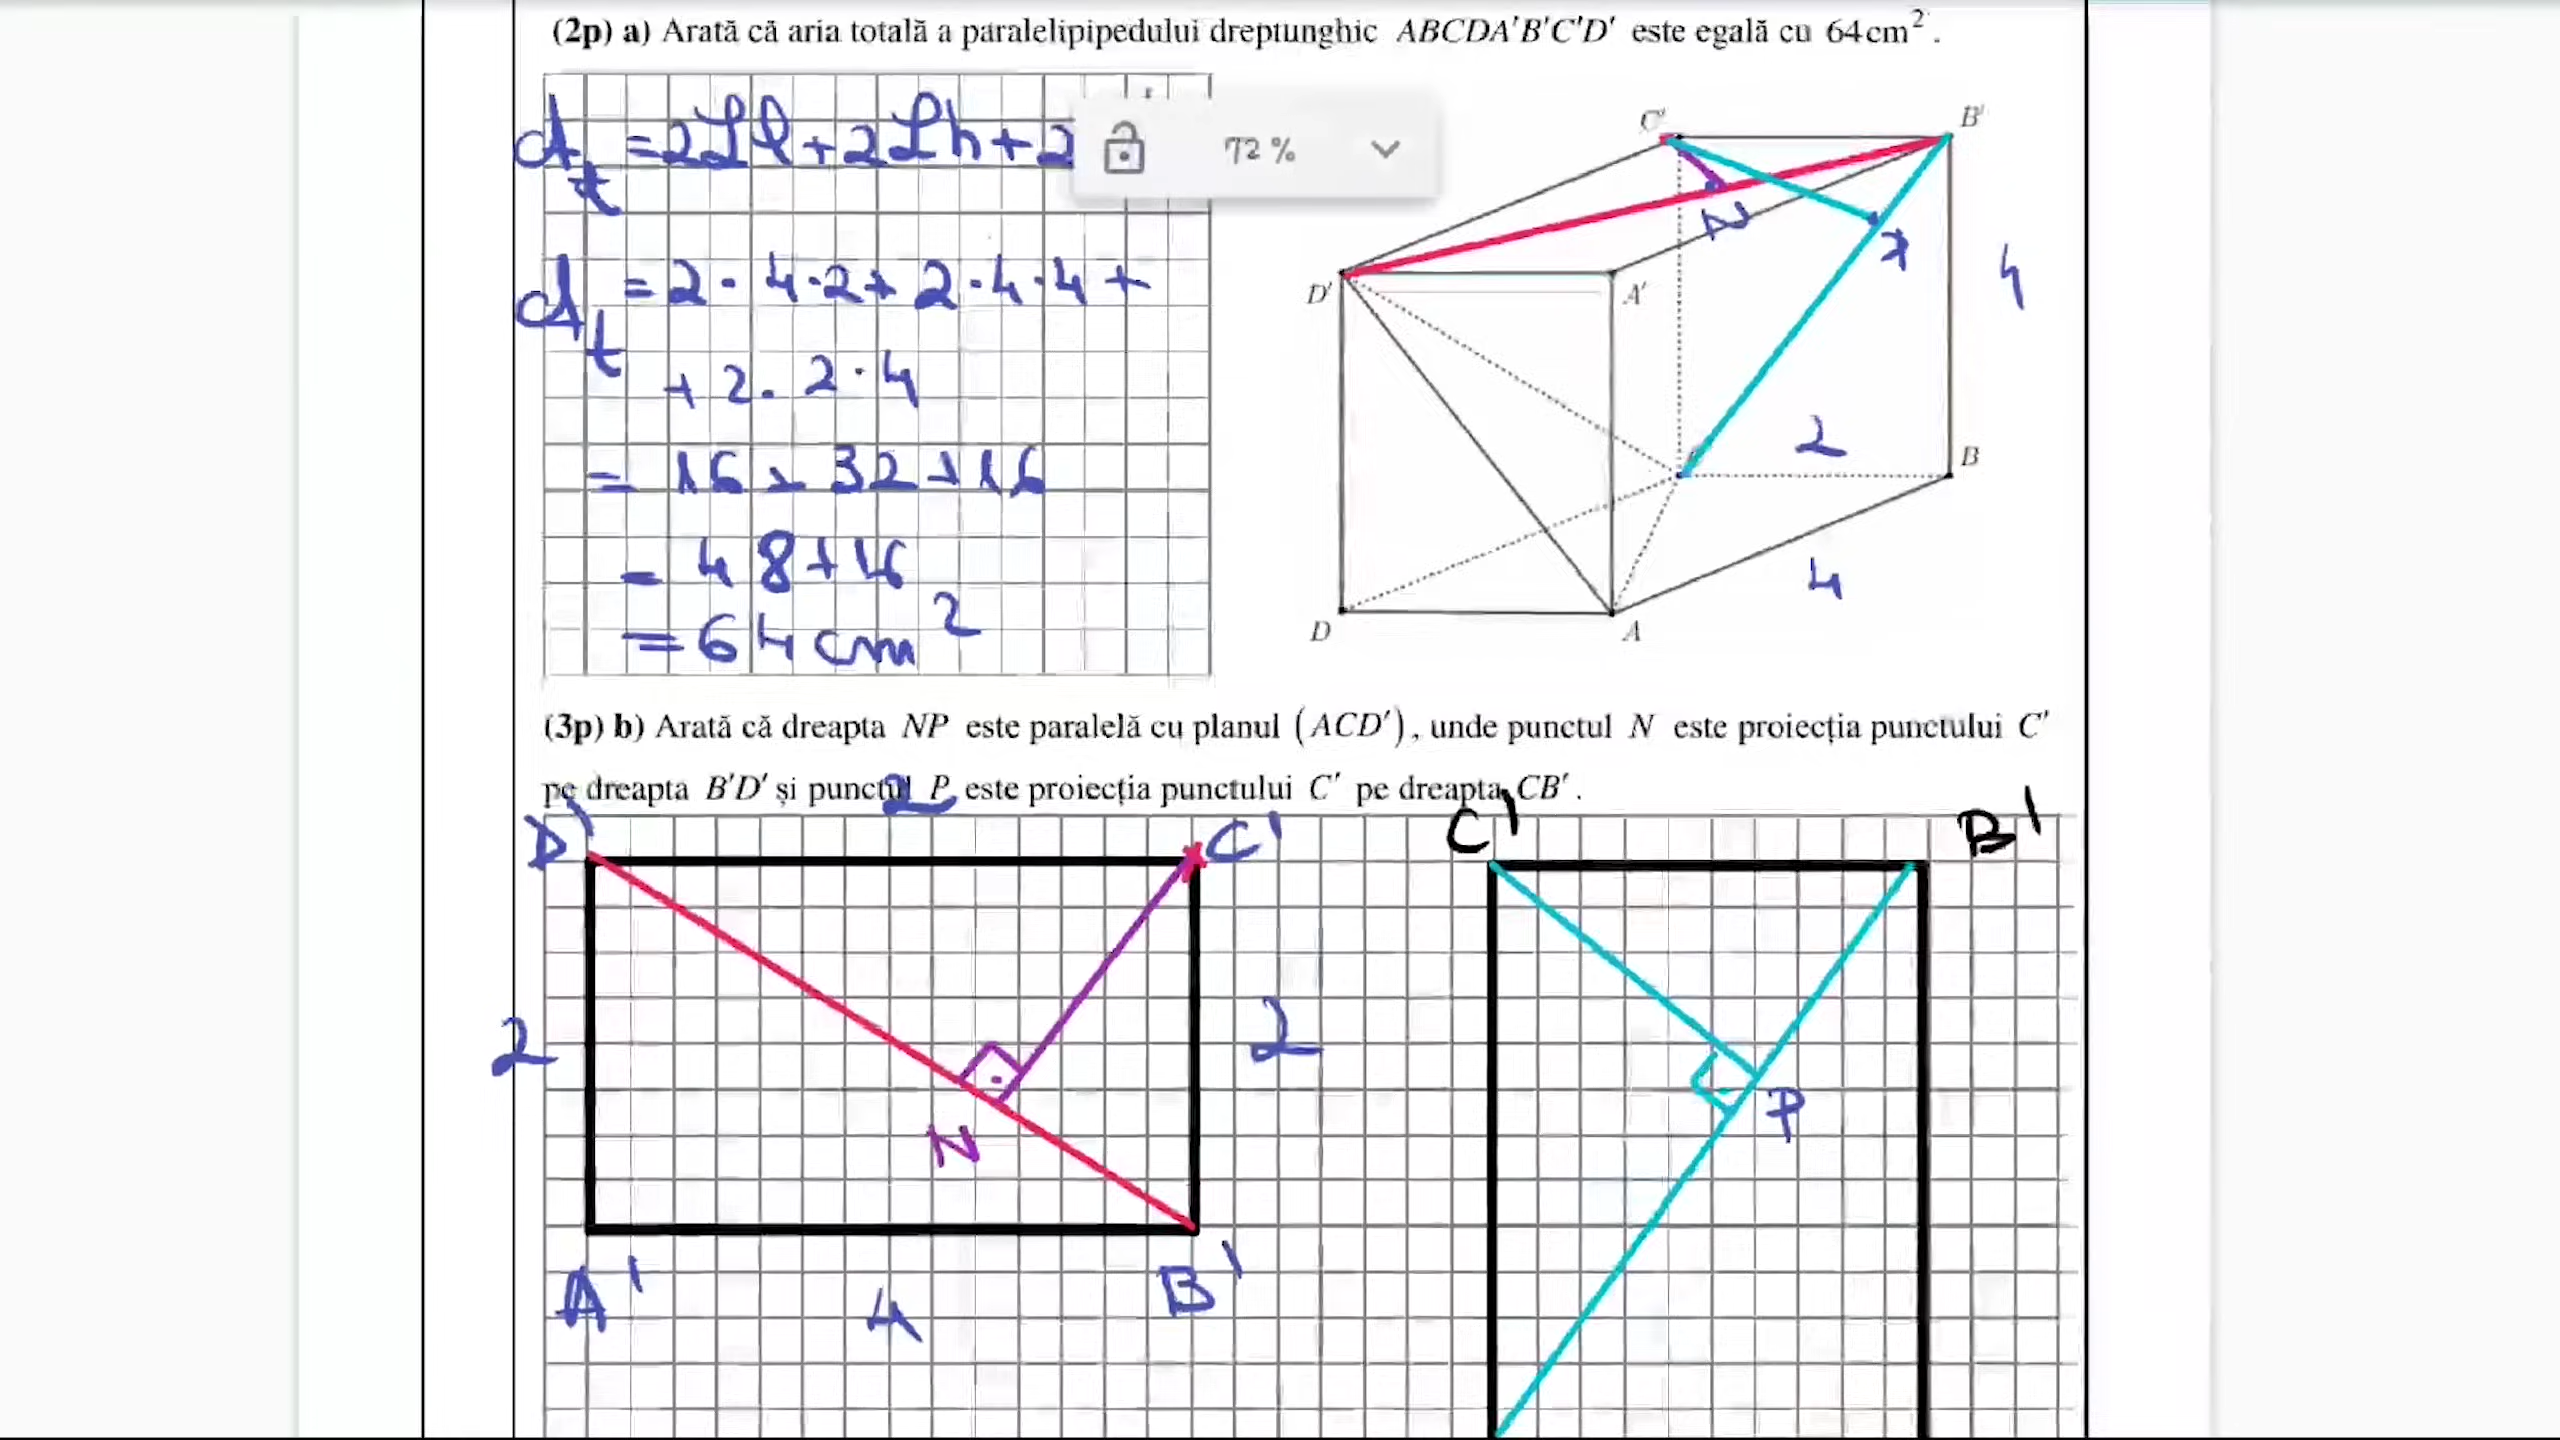 (2p) a) Arată că aria totală a paralelipipedului dreptunghic ABCDA'B'C'D' este egală cu 64cm².
A_t = 2Ll + 2Lh + 2
72 %
A_t = 2 · 4 · 2 + 2 · 4 · 4 +
+ 2 · 2 · 4
= 16 + 32 + 16
= 48 + 16
= 64 cm²
C' B'
N P
D' A'
4
2
B
4
D A
(3p) b) Arată că dreapta NP este paralelă cu planul (ACD'), unde punctul N este proiecția punctului C'
pe dreapta B'D' și punctul P este proiecția punctului C' pe dreapta CB'.
2
D' C' C' B'
2 2
N P
A' 4 B'